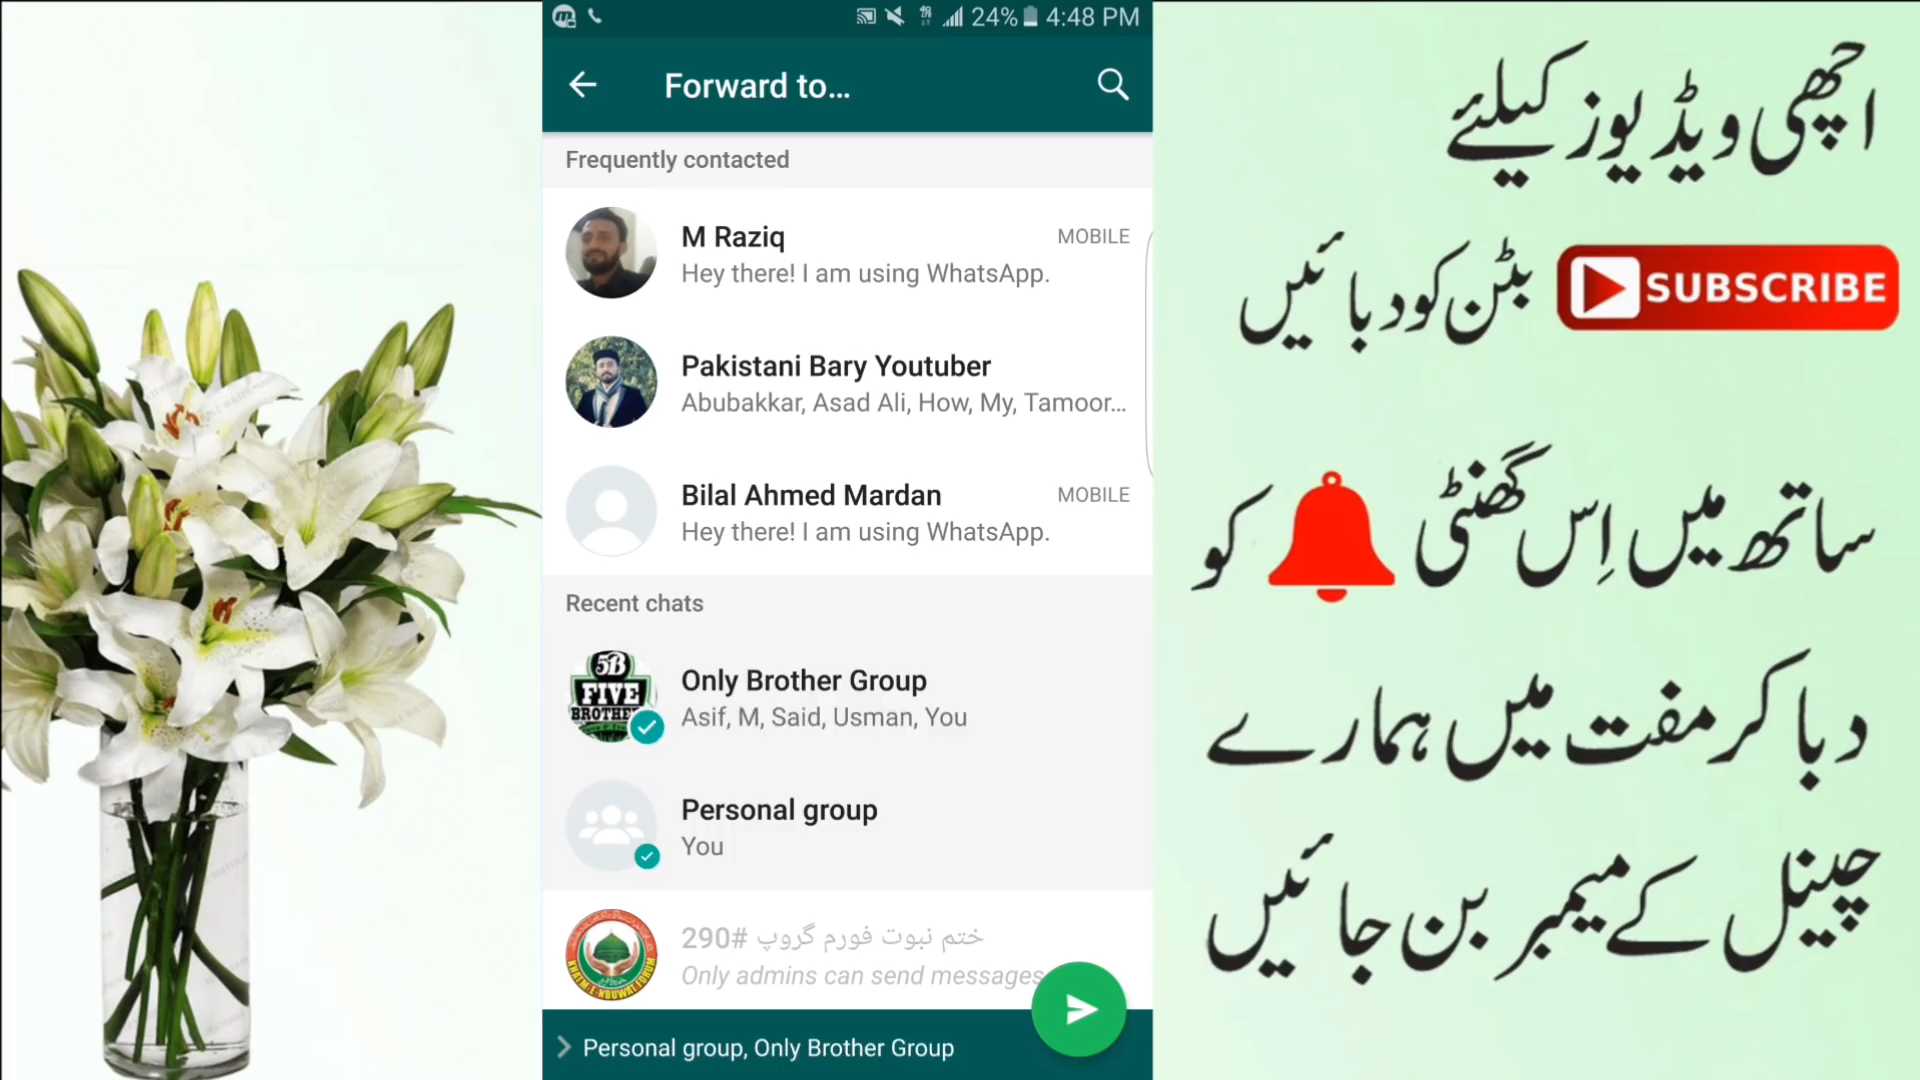 24% 4:48 PM
Forward to...
Frequently contacted
M Raziq
MOBILE
Hey there! I am using WhatsApp.
Pakistani Bary Youtuber
Abubakkar, Asad Ali, How, My, Tamoor...
Bilal Ahmed Mardan
MOBILE
Hey there! I am using WhatsApp.
Recent chats
5B
FIVE
Only Brother Group
Asif, M, Said, Usman, You
Personal group
You
ختم نبوت فورم گروپ #290
Only admins can send messages
KHATM-E-NBUWAT FORUM
Personal group, Only Brother Group
اچھی ویڈیوز کیلئے
SUBSCRIBE بٹن کو دبائیں
ساتھ میں اِس گھنٹی کو
دبا کر مفت میں ہمارے
چینل کے میمبر بن جائیں